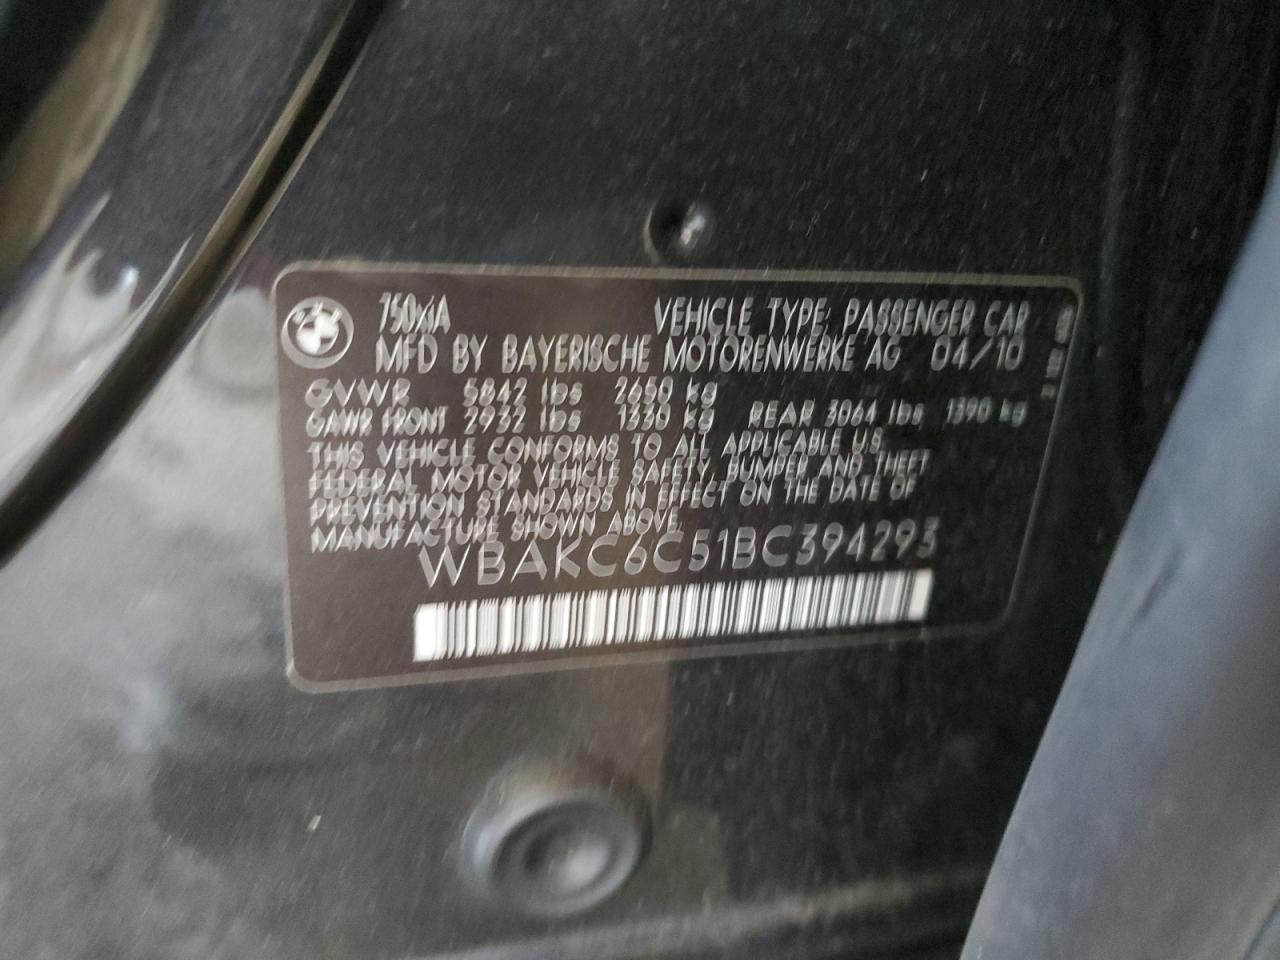 750xiA VEHICLE TYPE: PASSENGER CAR
MFD BY BAYERISCHE MOTORENWERKE AG 04/10
GVWR 5842 lbs 2650 kg
GAWR FRONT 2932 lbs 1330 kg REAR 3064 lbs 1390 kg
THIS VEHICLE CONFORMS TO ALL APPLICABLE U.S.
FEDERAL MOTOR VEHICLE SAFETY, BUMPER AND THEFT
PREVENTION STANDARDS IN EFFECT ON THE DATE OF
MANUFACTURE SHOWN ABOVE.
WBAKC6C51BC394293